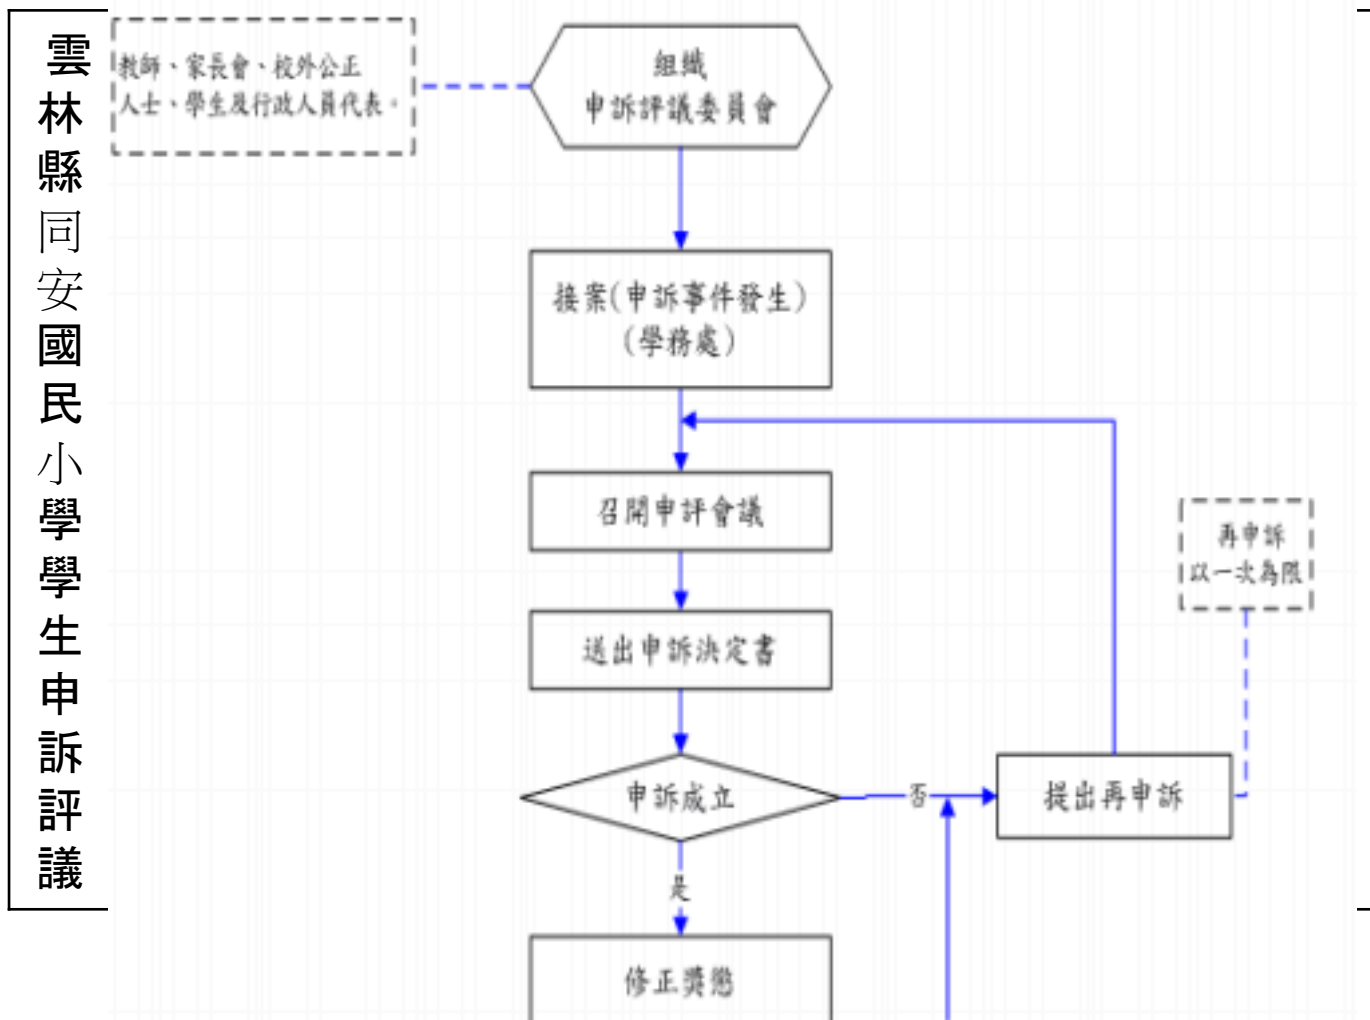 雲林縣同安國民小學學生申訴評議
教師、家長會、校外公正
人士、學生及行政人員代表。
組織
申訴評議委員會
接案(申訴事件發生)
(學務處)
召開申評會議
送出申訴決定書
再申訴
以一次為限
申訴成立
否
提出再申訴
是
修正獎懲